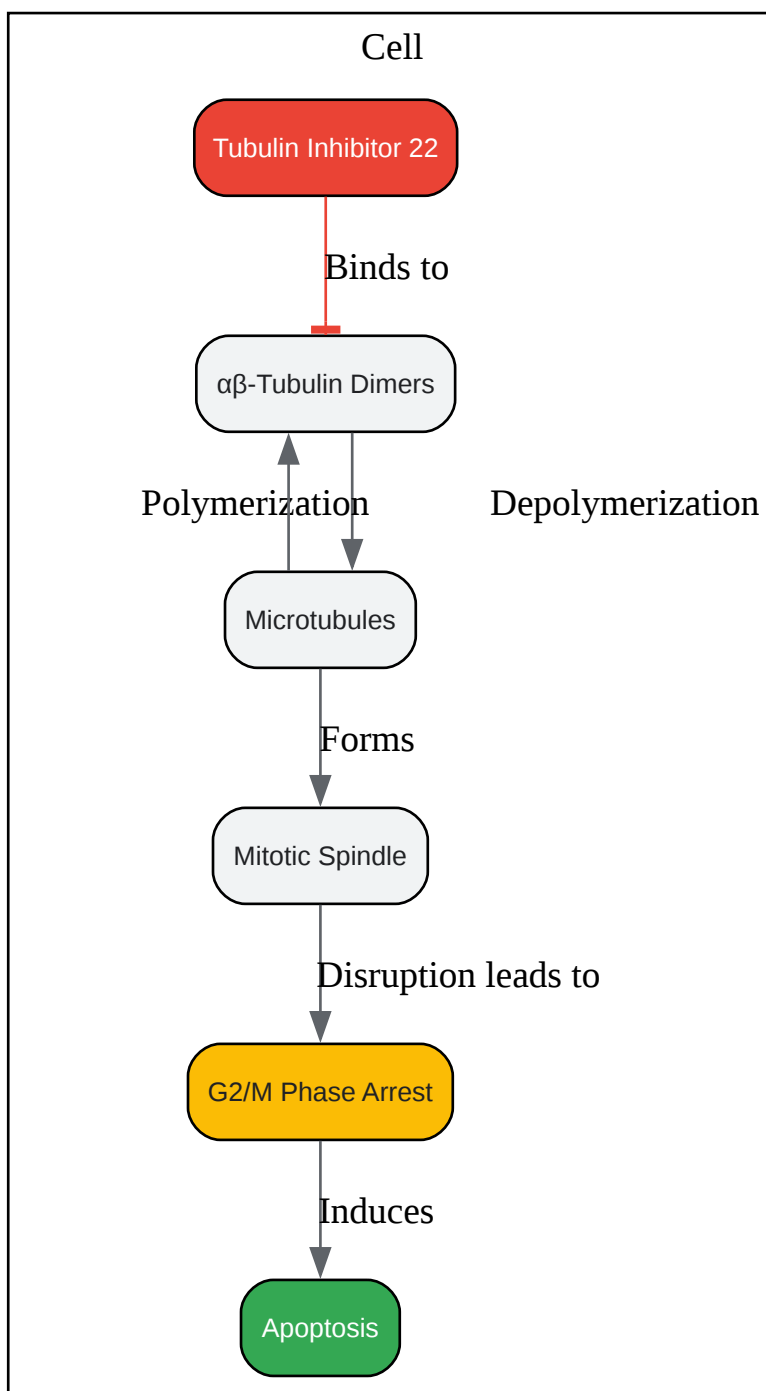 Cell
Tubulin Inhibitor 22
Binds to
αβ-Tubulin Dimers
Polymerization
Depolymerization
Microtubules
Forms
Mitotic Spindle
Disruption leads to
G2/M Phase Arrest
Induces
Apoptosis